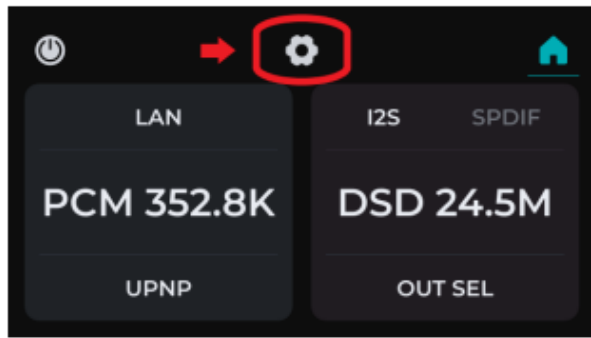 LAN
PCM 352.8K
UPNP
I2S SPDIF
DSD 24.5M
OUT SEL